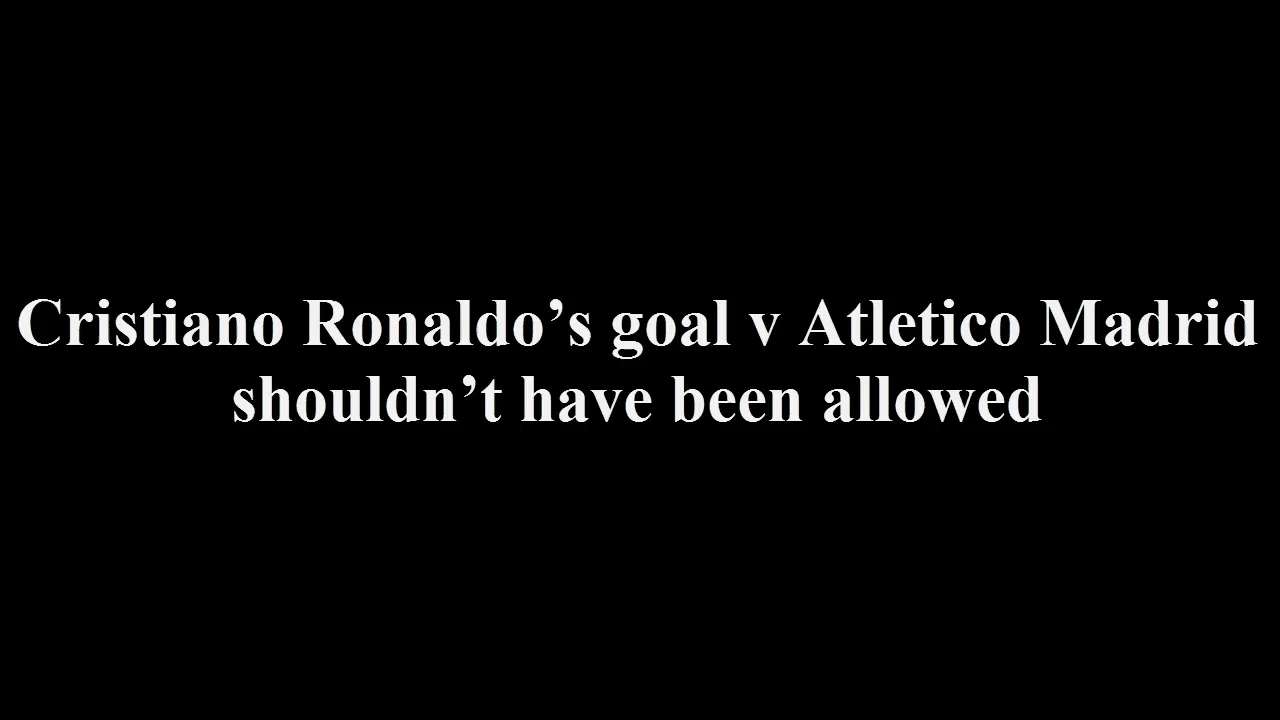 Cristiano Ronaldo’s goal v Atletico Madrid
shouldn’t have been allowed